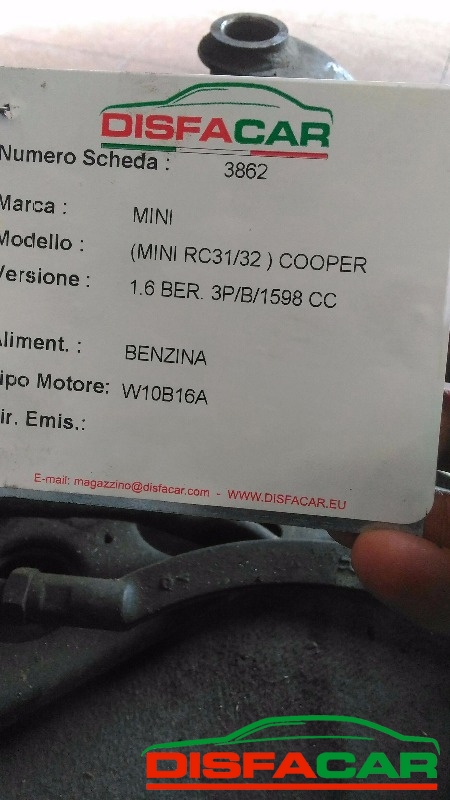 DISFACAR
Numero Scheda : 3862
Marca : MINI
Modello : (MINI RC31/32 ) COOPER
Versione : 1.6 BER. 3P/B/1598 CC
Aliment. : BENZINA
Tipo Motore: W10B16A
Dir. Emis.:
E-mail: magazzino@disfacar.com - WWW.DISFACAR.EU
DISFACAR